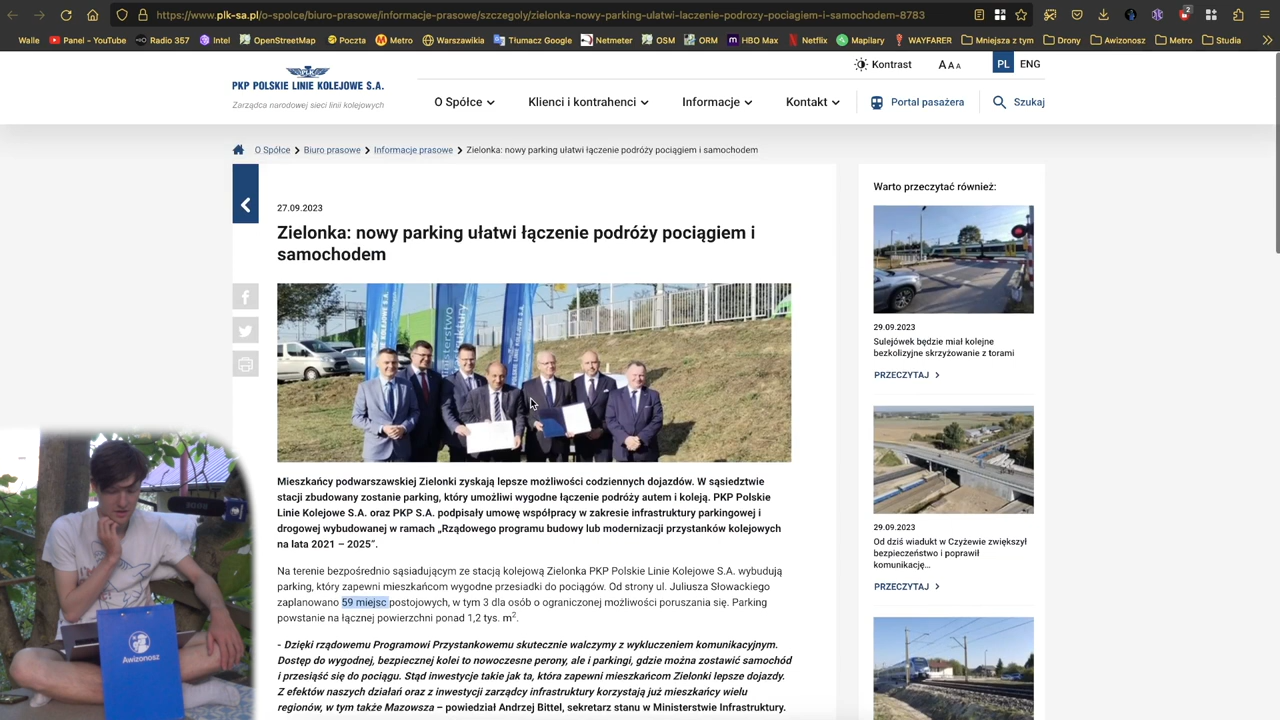 https://www.plk-sa.pl/o-spolce/biuro-prasowe/informacje-prasowe/szczegoly/zielonka-nowy-parking-ulatwi-laczenie-podrozy-pociagiem-i-samochodem-8783
2
Walle
Panel - YouTube
Radio 357
Intel
OpenStreetMap
Poczta
Metro
Warszawikia
Tłumacz Google
Netmetr
OSM
ORM
HBO Max
Netflix
Mapilary
WAYFARER
Mniejsza z tym
Drony
Awizonosz
Metro
Studia
Kontrast
A A A
PL ENG
PLK
PKP POLSKIE LINIE KOLEJOWE S.A.
Zarządca narodowej sieci linii kolejowych
O Spółce
Klienci i kontrahenci
Informacje
Kontakt
Portal pasażera
Szukaj
O Spółce > Biuro prasowe > Informacje prasowe > Zielonka: nowy parking ułatwi łączenie podróży pociągiem i samochodem
27.09.2023
Zielonka: nowy parking ułatwi łączenie podróży pociągiem i
samochodem
Mieszkańcy podwarszawskiej Zielonki zyskają lepsze możliwości codziennych dojazdów. W sąsiedztwie
stacji zbudowany zostanie parking, który umożliwi wygodne łączenie podróży autem i koleją. PKP Polskie
Linie Kolejowe S.A. oraz PKP S.A. podpisały umowę współpracy w zakresie infrastruktury parkingowej i
drogowej wybudowanej w ramach „Rządowego programu budowy lub modernizacji przystanków kolejowych
na lata 2021 – 2025”.
Na terenie bezpośrednio sąsiadującym ze stacją kolejową Zielonka PKP Polskie Linie Kolejowe S.A. wybudują
parking, który zapewni mieszkańcom wygodne przesiadki do pociągów. Od strony ul. Juliusza Słowackiego
zaplanowano 59 miejsc postojowych, w tym 3 dla osób o ograniczonej możliwości poruszania się. Parking
powstanie na łącznej powierzchni ponad 1,2 tys. m².
- Dzięki rządowemu Programowi Przystankowemu skutecznie walczymy z wykluczeniem komunikacyjnym.
Dostęp do wygodnej, bezpiecznej kolei to nowoczesne perony, ale i parkingi, gdzie można zostawić samochód
i przesiąść się do pociągu. Stąd inwestycje takie jak ta, która zapewni mieszkańcom Zielonki lepsze dojazdy.
Z efektów naszych działań oraz z inwestycji zarządcy infrastruktury korzystają już mieszkańcy wielu
regionów, w tym także Mazowsza – powiedział Andrzej Bittel, sekretarz stanu w Ministerstwie Infrastruktury.
Warto przeczytać również:
29.09.2023
Sulejówek będzie miał kolejne
bezkolizyjne skrzyżowanie z torami
PRZECZYTAJ
29.09.2023
Od dziś wiadukt w Czyżewie zwiększył
bezpieczeństwo i poprawił
komunikację...
PRZECZYTAJ
Awizonosz